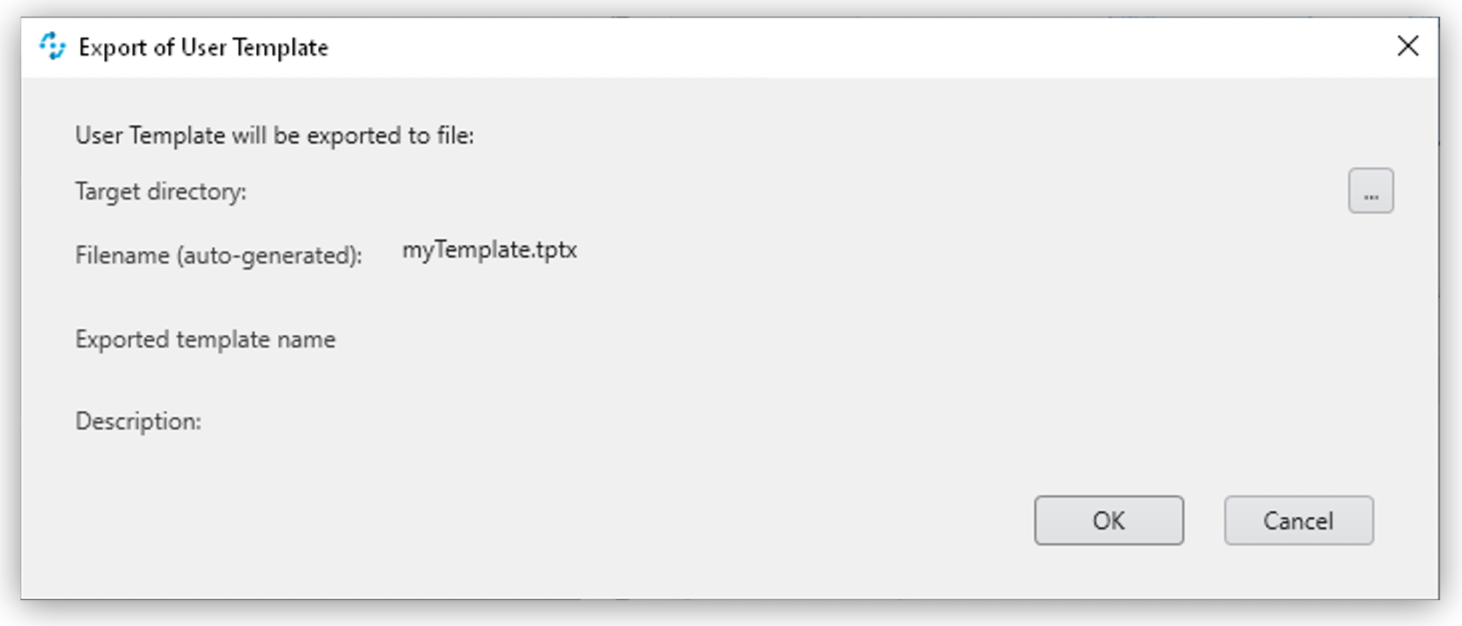 Export of User Template
User Template will be exported to file:
Target directory:
...
Filename (auto-generated): myTemplate.tptx
Exported template name
Description:
OK Cancel